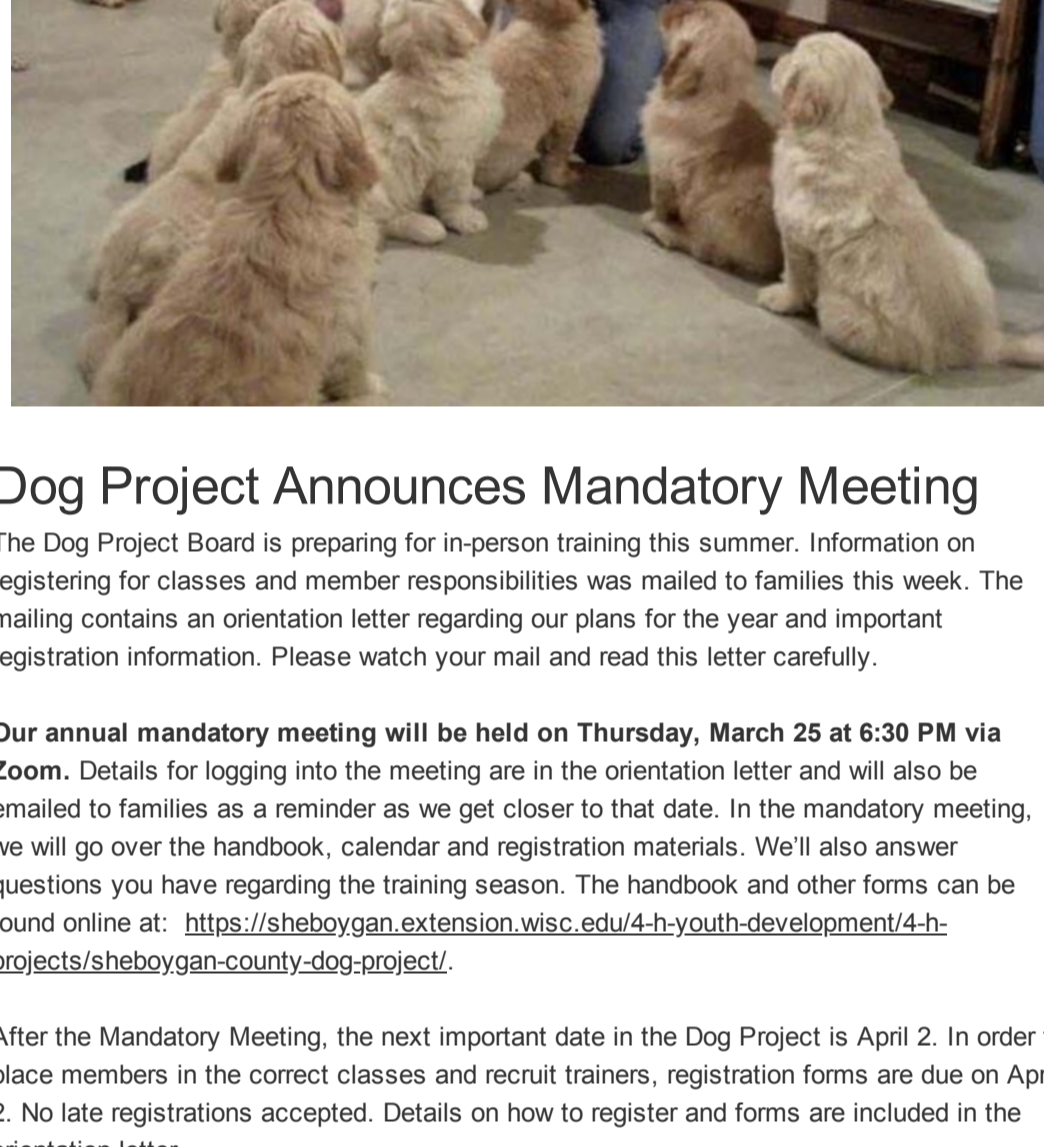 Dog Project Announces Mandatory Meeting
The Dog Project Board is preparing for in-person training this summer. Information on
registering for classes and member responsibilities was mailed to families this week. The
mailing contains an orientation letter regarding our plans for the year and important
registration information. Please watch your mail and read this letter carefully.
Our annual mandatory meeting will be held on Thursday, March 25 at 6:30 PM via
Zoom. Details for logging into the meeting are in the orientation letter and will also be
emailed to families as a reminder as we get closer to that date. In the mandatory meeting,
we will go over the handbook, calendar and registration materials. We'll also answer
questions you have regarding the training season. The handbook and other forms can be
found online at: https://sheboygan.extension.wisc.edu/4-h-youth-development/4-h-
projects/sheboygan-county-dog-project/.
After the Mandatory Meeting, the next important date in the Dog Project is April 2. In order
place members in the correct classes and recruit trainers, registration forms are due on Apr
2. No late registrations accepted. Details on how to register and forms are included in the